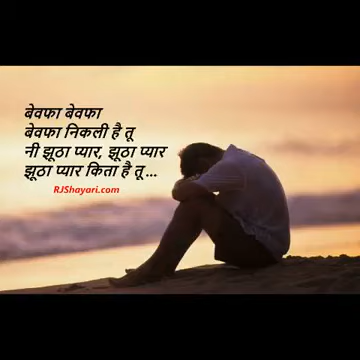 बेवफा बेवफा
बेवफा निकली है तू
नी झूठा प्यार, झूठा प्यार
झूठा प्यार किता है तू...
RJShayari.com